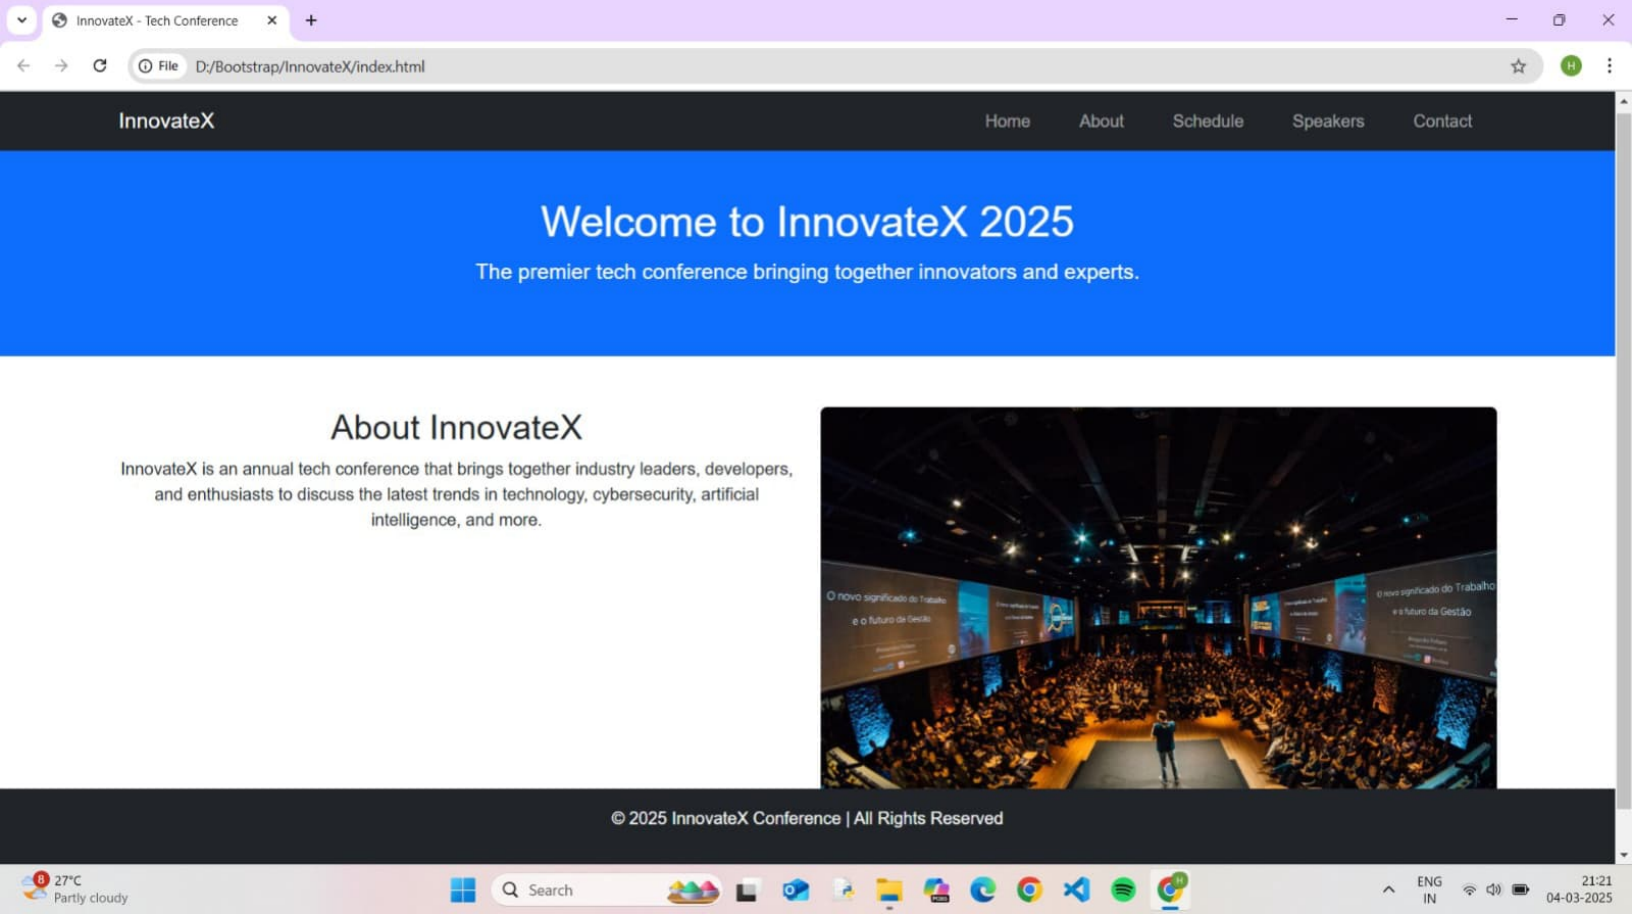 InnovateX - Tech Conference
File D:/Bootstrap/InnovateX/index.html
H
InnovateX
Home About Schedule Speakers Contact
Welcome to InnovateX 2025
The premier tech conference bringing together innovators and experts.
About InnovateX
InnovateX is an annual tech conference that brings together industry leaders, developers,
and enthusiasts to discuss the latest trends in technology, cybersecurity, artificial
intelligence, and more.
O novo significado do Trabalho
e o futuro da Gestão
O novo significado do Trabalho
e o futuro da Gestão
© 2025 InnovateX Conference | All Rights Reserved
8
27°C
Partly cloudy
Search
H
ENG
IN
21:21
04-03-2025